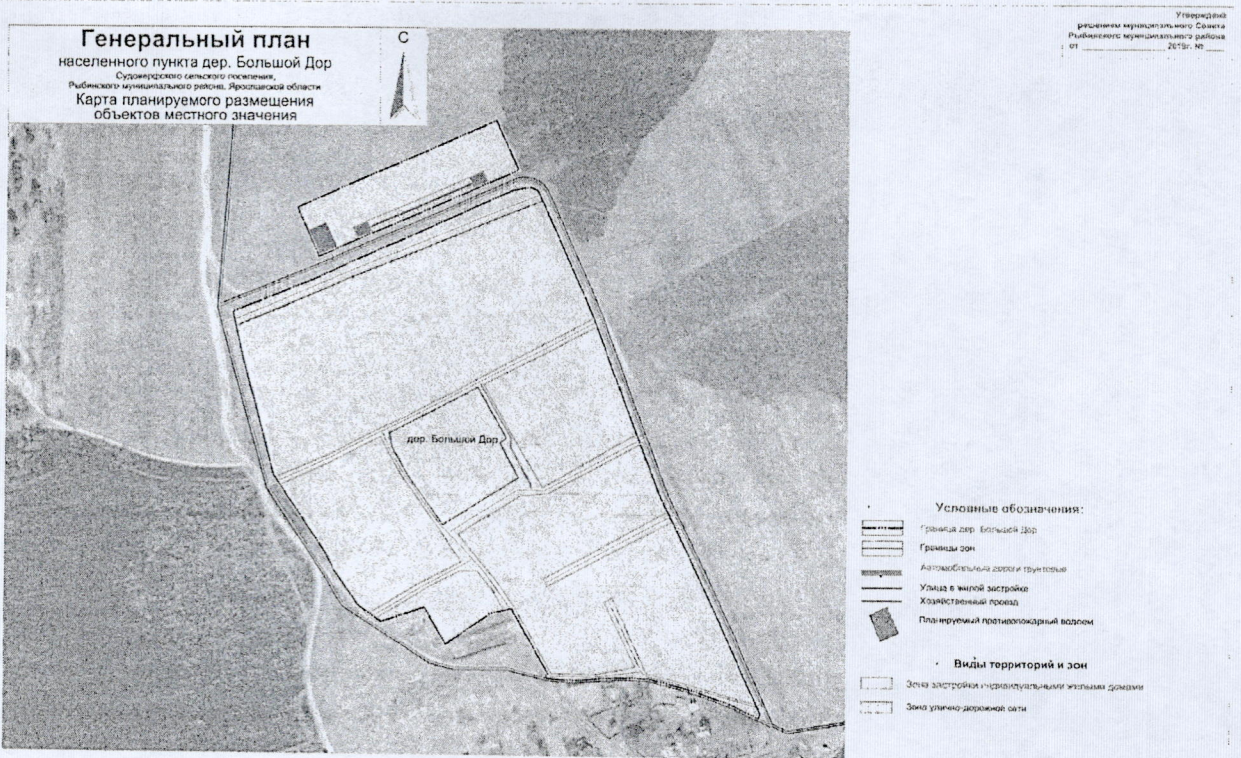 Утверждена
решением муниципального Совета
Рыбинского муниципального района
от ____________ 2019г. № ____
Генеральный план
населенного пункта дер. Большой Дор
Судоверфского сельского поселения,
Рыбинского муниципального района, Ярославской области
Карта планируемого размещения
объектов местного значения
С
дер. Большой Дор
Условные обозначения:
Граница дер. Большой Дор
Границы зон
Автомобильные дороги грунтовые
Улица в жилой застройке
Хозяйственный проезд
Планируемый противопожарный водоем
Виды территорий и зон
Зона застройки индивидуальными жилыми домами
Зона улично-дорожной сети